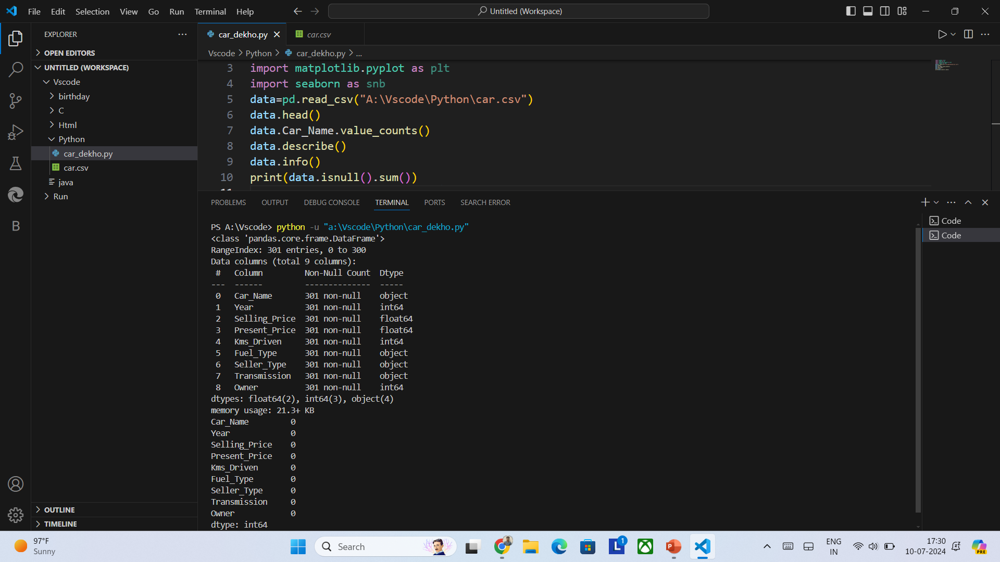 File Edit Selection View Go Run Terminal Help
Untitled (Workspace)
EXPLORER
OPEN EDITORS
UNTITLED (WORKSPACE)
Vscode
birthday
C
Html
Python
car_dekho.py
car.csv
java
Run
OUTLINE
TIMELINE
car_dekho.py
car.csv
Vscode > Python > car_dekho.py > ...
3 import matplotlib.pyplot as plt
4 import seaborn as snb
5 data=pd.read_csv("A:\Vscode\Python\car.csv")
6 data.head()
7 data.Car_Name.value_counts()
8 data.describe()
9 data.info()
10 print(data.isnull().sum())
PROBLEMS OUTPUT DEBUG CONSOLE TERMINAL PORTS SEARCH ERROR
PS A:\Vscode> python -u "a:\Vscode\Python\car_dekho.py"
<class 'pandas.core.frame.DataFrame'>
RangeIndex: 301 entries, 0 to 300
Data columns (total 9 columns):
 #   Column         Non-Null Count  Dtype
---  ------         --------------  -----
 0   Car_Name       301 non-null    object
 1   Year           301 non-null    int64
 2   Selling_Price  301 non-null    float64
 3   Present_Price  301 non-null    float64
 4   Kms_Driven     301 non-null    int64
 5   Fuel_Type      301 non-null    object
 6   Seller_Type    301 non-null    object
 7   Transmission   301 non-null    object
 8   Owner          301 non-null    int64
dtypes: float64(2), int64(3), object(4)
memory usage: 21.3+ KB
Car_Name         0
Year             0
Selling_Price    0
Present_Price    0
Kms_Driven       0
Fuel_Type        0
Seller_Type      0
Transmission     0
Owner            0
dtype: int64
Code
Code
97°F
Sunny
Search
1
ENG
IN
17:30
10-07-2024
PRE